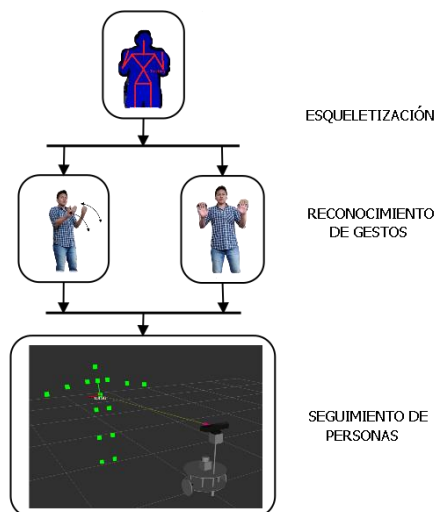 ESQUELETIZACIÓN
RECONOCIMIENTO
DE GESTOS
SEGUIMIENTO DE
PERSONAS